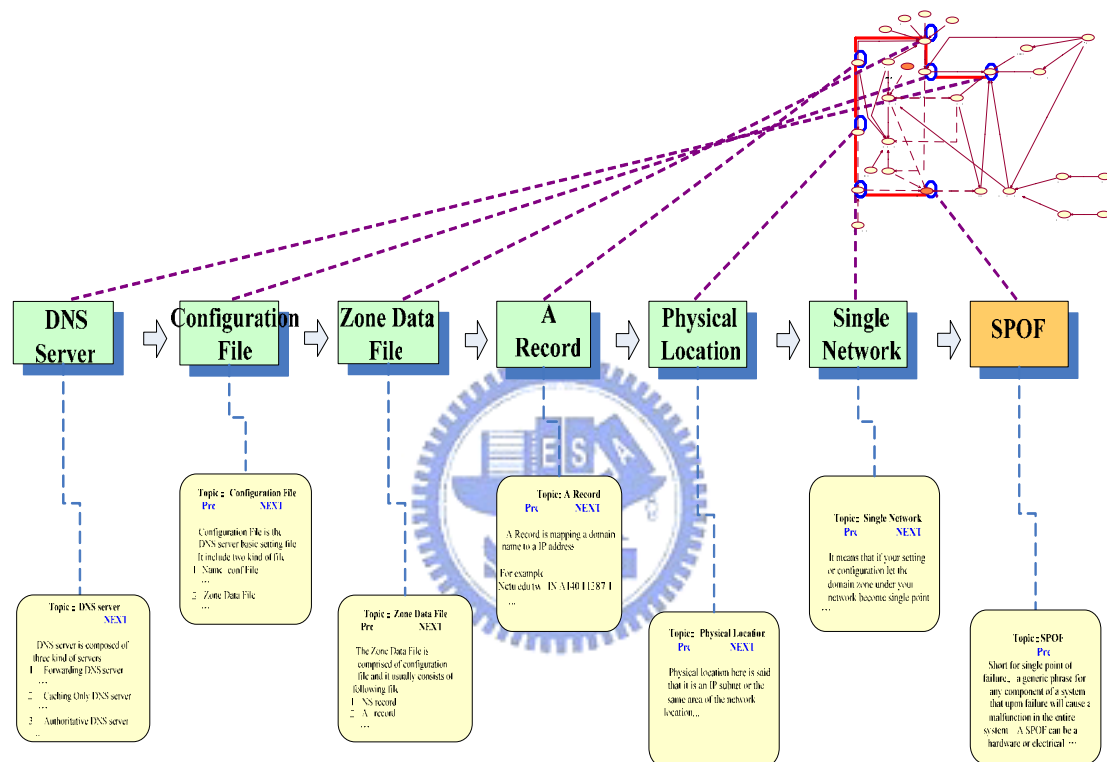 DNS
Server
Configuration
File
Zone Data
File
A
Record
Physical
Location
Single
Network
SPOF
E S A
Topic: DNS server
NEXT
DNS server is composed of
three kind of servers
1 Forwarding DNS server
…
2 Caching Only DNS server
…
3 Authoritative DNS server
..
Topic: Configuration File
Pre NEXT
Configuration File is the
DNS server basic setting file
It include two kind of file
1 Name conf File
…
2 Zone Data File
…
Topic: Zone Data File
Pre NEXT
The Zone Data File is
comprised of configuration
file and it usually consists of
following file
1 NS record
2 A record
…
Topic: A Record
Pre NEXT
A Record is mapping a domain
name to a IP address
For example
Nctu edu tw IN A
…
Topic: Physical Location
Pre NEXT
Physical location here is said
that it is an IP subnet or the
same area of the network
location…
Topic: Single Network
Pre NEXT
It means that if your setting
or configuration let the
domain zone under your
network become single point
…
Topic: SPOF
Pre
Short for single point of
failure, a generic phrase for
any component of a system
that upon failure will cause a
malfunction in the entire
system A SPOF can be a
hardware or electrical …